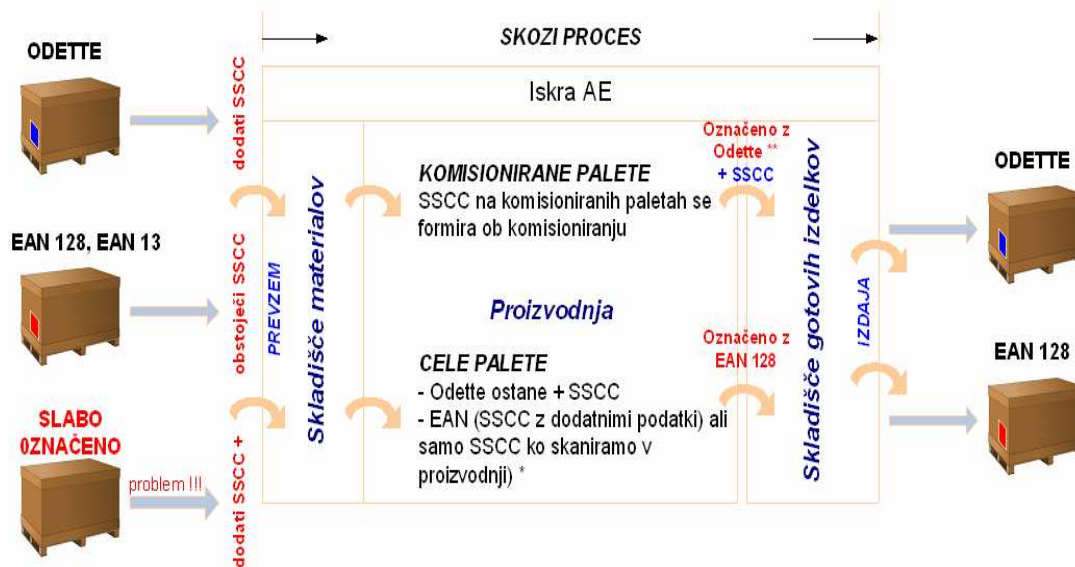 SKOZI PROCES
Iskra AE
ODETTE
dodati SSCC
EAN 128, EAN 13
obstoječi SSCC
SLABO
0ZNAČENO
problem !!!
dodati SSCC +
PREVZEM
Skladišče materialov
KOMISIONIRANE PALETE
SSCC na komisioniranih paletah se
formira ob komisioniranju
Proizvodnja
CELE PALETE
- Odette ostane + SSCC
- EAN (SSCC z dodatnimi podatki) ali
samo SSCC ko skaniramo v
proizvodnji) *
Označeno z
Odette **
+ SSCC
Označeno z
EAN 128
Skladišče gotovih izdelkov
IZDAJA
ODETTE
EAN 128